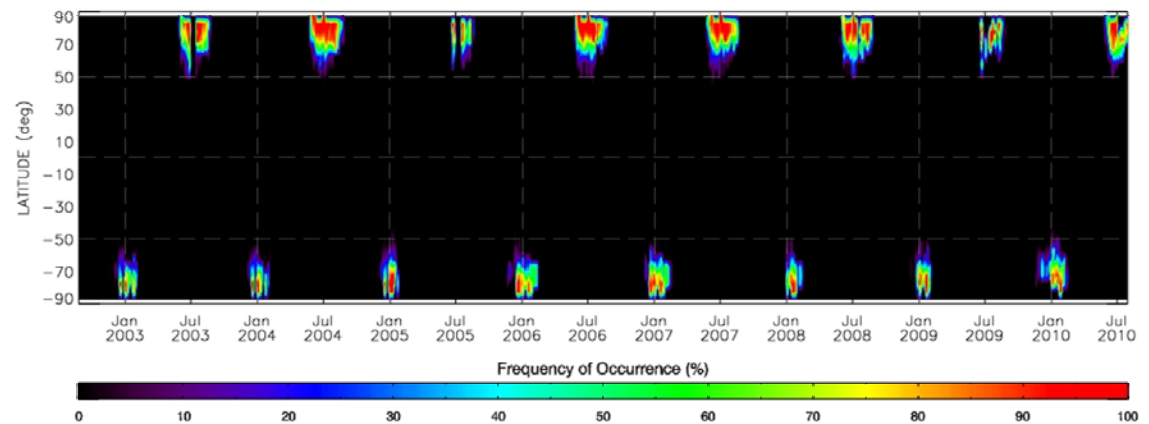 90
70
50
30
10
−10
−30
−50
−70
−90
LATITUDE (deg)
Jan Jul Jan Jul Jan Jul Jan Jul Jan Jul Jan Jul Jan Jul Jan Jul
2003 2003 2004 2004 2005 2005 2006 2006 2007 2007 2008 2008 2009 2009 2010 2010
Frequency of Occurrence (%)
0 10 20 30 40 50 60 70 80 90 100